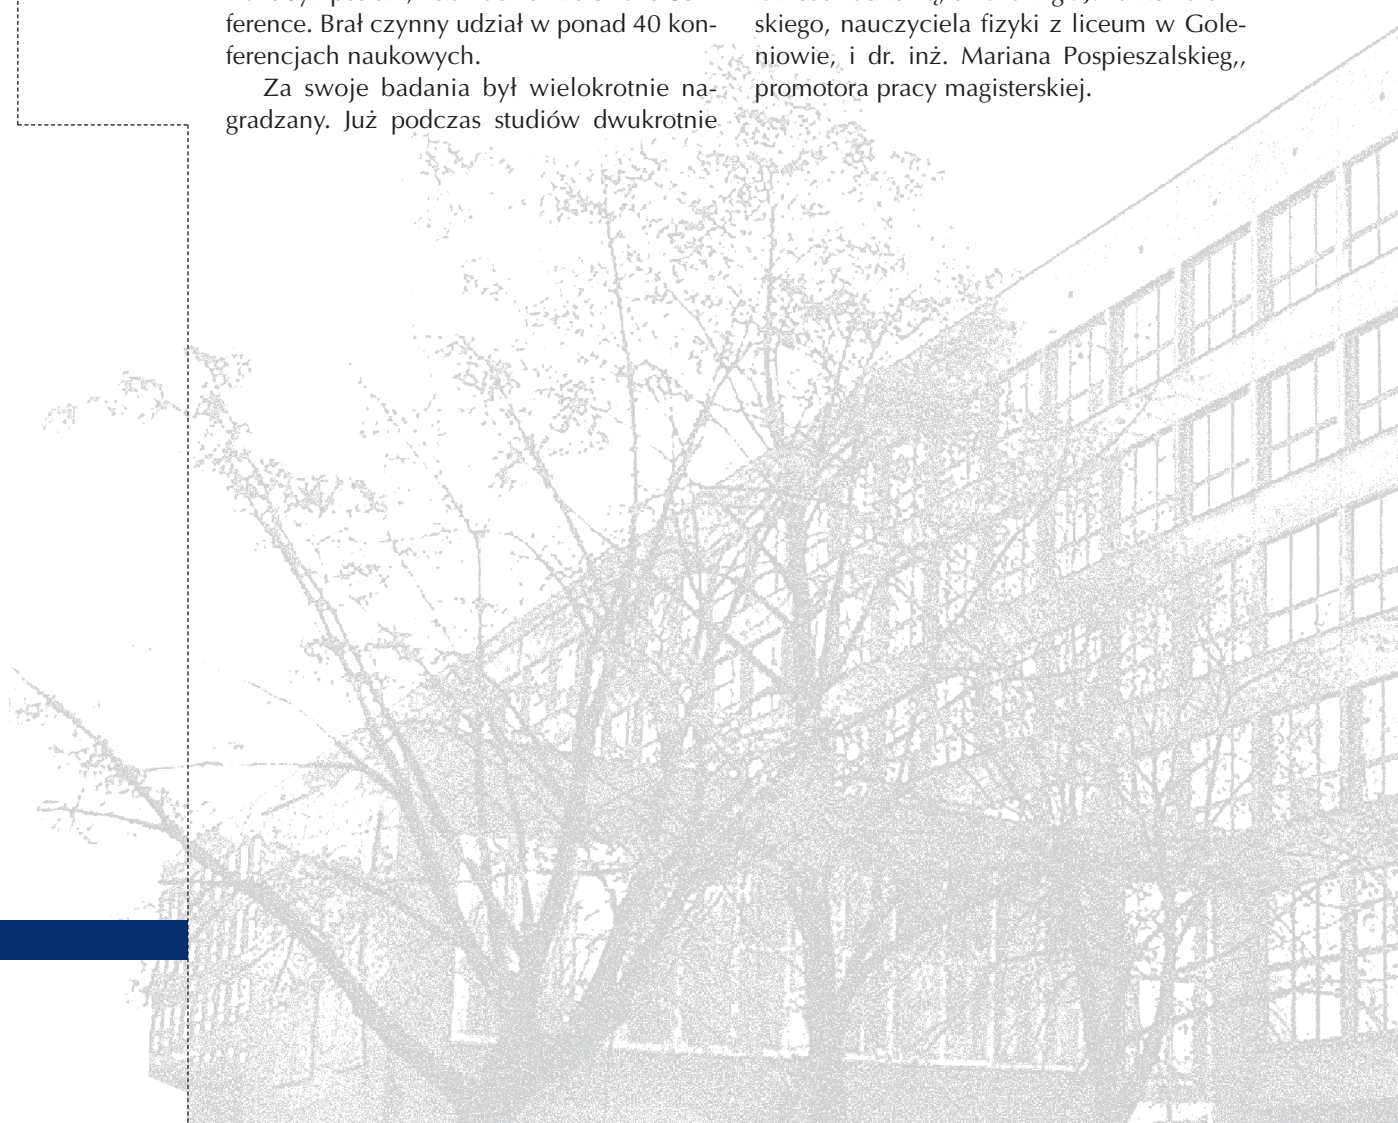 ference. Brał czynny udział w ponad 40 kon-
ferencjach naukowych.
Za swoje badania był wielokrotnie na-
gradzany. Już podczas studiów dwukrotnie
skiego, nauczyciela fizyki z liceum w Gole-
niowie, i dr. inż. Mariana Pospieszalskieg,,
promotora pracy magisterskiej.